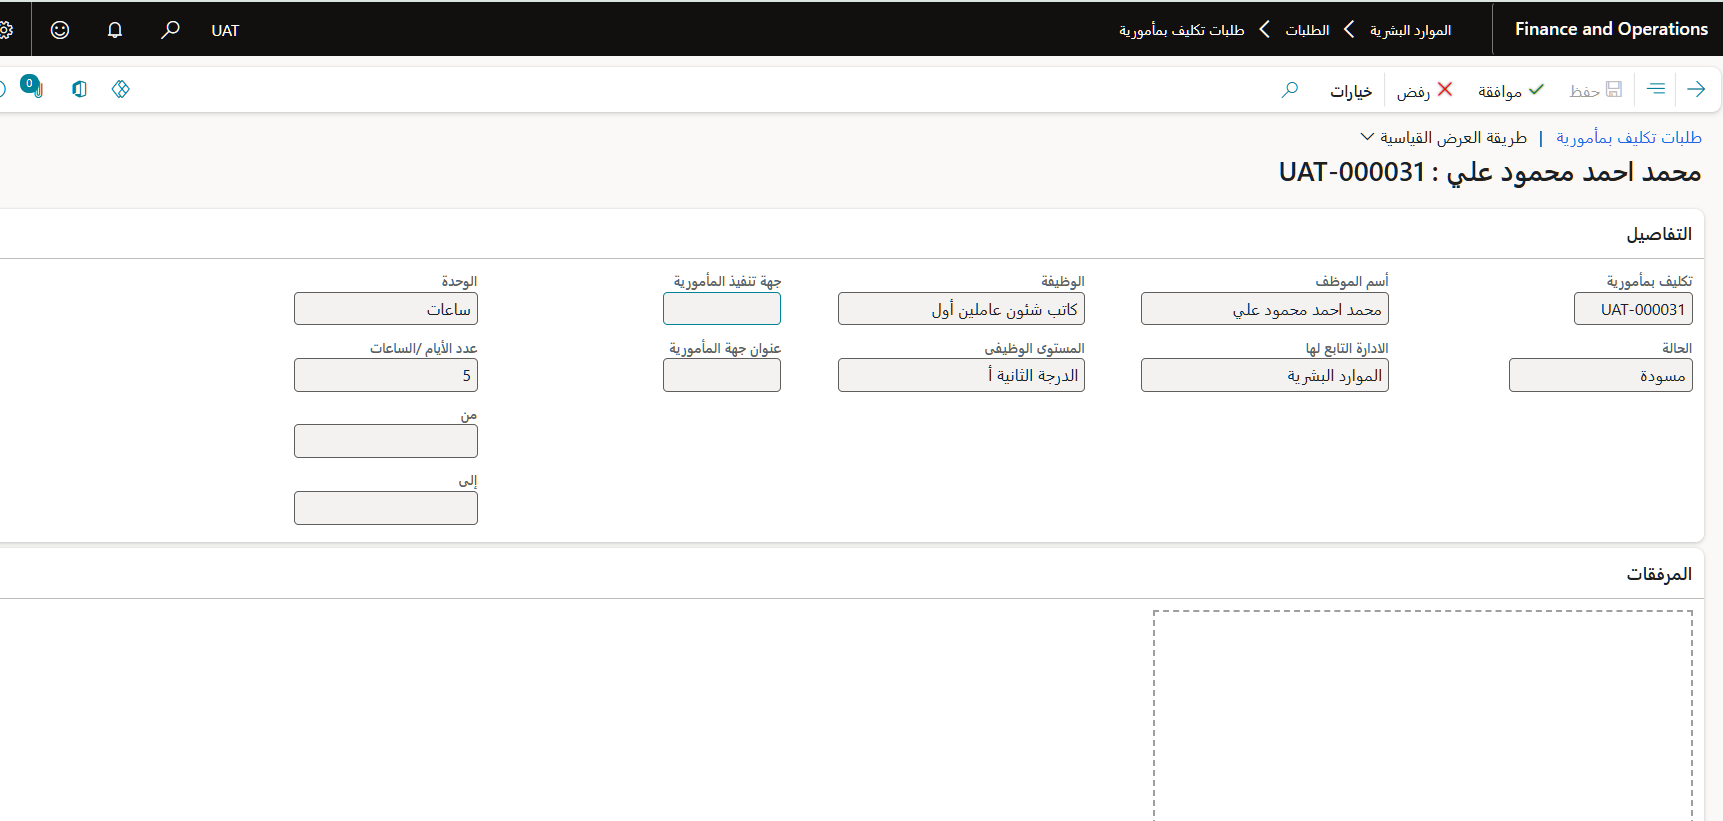 Finance and Operations
الموارد البشرية > الطلبات > طلبات تكليف بمأمورية
UAT
حفظ
موافقة
رفض
خيارات
0
طلبات تكليف بمأمورية | طريقة العرض القياسية
محمد احمد محمود علي : UAT-000031
التفاصيل
تكليف بمأمورية
UAT-000031
الحالة
مسودة
أسم الموظف
محمد احمد محمود علي
الادارة التابع لها
الموارد البشرية
الوظيفة
كاتب شئون عاملين أول
المستوى الوظيفى
الدرجة الثانية أ
جهة تنفيذ المأمورية
عنوان جهة المأمورية
الوحدة
ساعات
عدد الأيام /الساعات
5
من
إلى
المرفقات